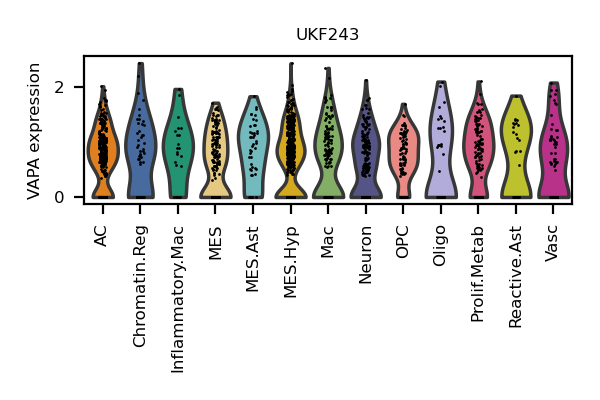 UKF243
VAPA expression
2
0
AC
Chromatin.Reg
Inflammatory.Mac
MES
MES.Ast
MES.Hyp
Mac
Neuron
OPC
Oligo
Prolif.Metab
Reactive.Ast
Vasc